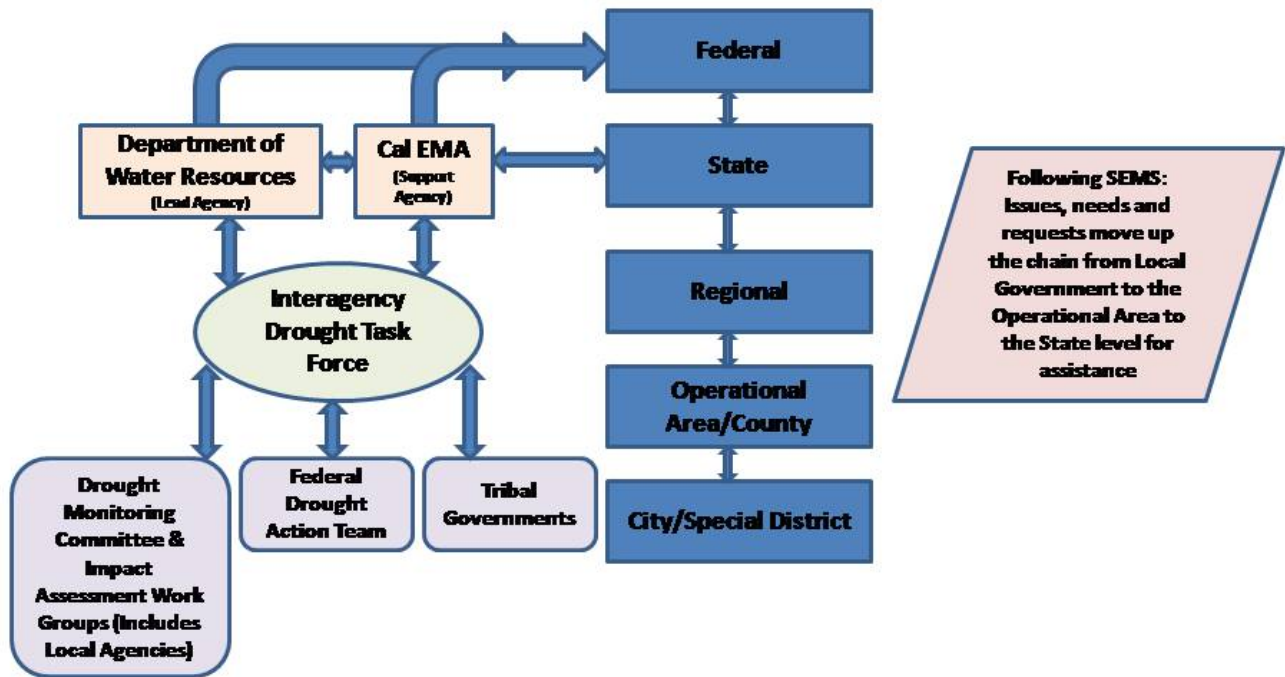 Federal
Department of
Water Resources
(Lead Agency)
Cal EMA
(Support
Agency)
State
Following SEMS:
Issues, needs and
requests move up
the chain from Local
Government to the
Operational Area to
the State level for
assistance
Interagency
Drought Task
Force
Regional
Operational
Area/County
Drought
Monitoring
Committee &
Impact
Assessment Work
Groups (Includes
Local Agencies)
Federal
Drought
Action Team
Tribal
Governments
City/Special District